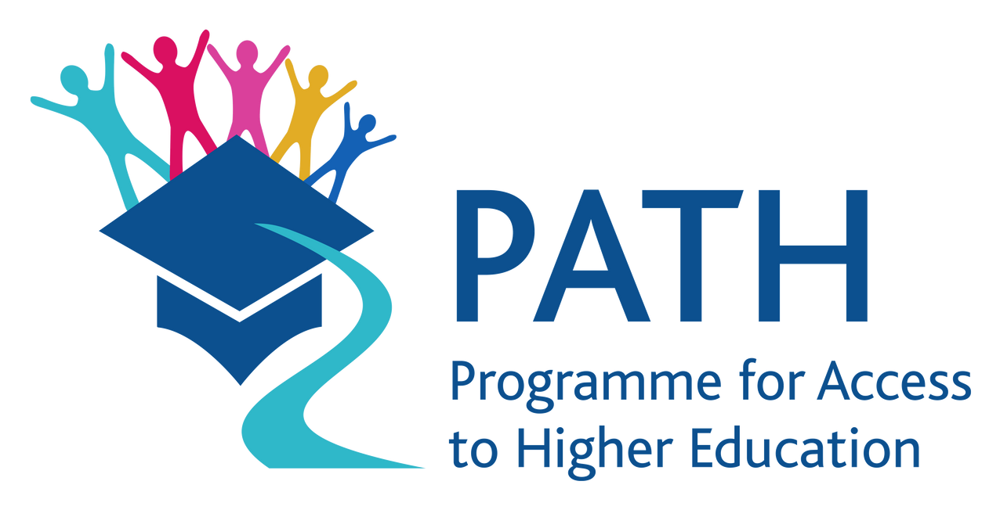 PATH
Programme for Access
to Higher Education